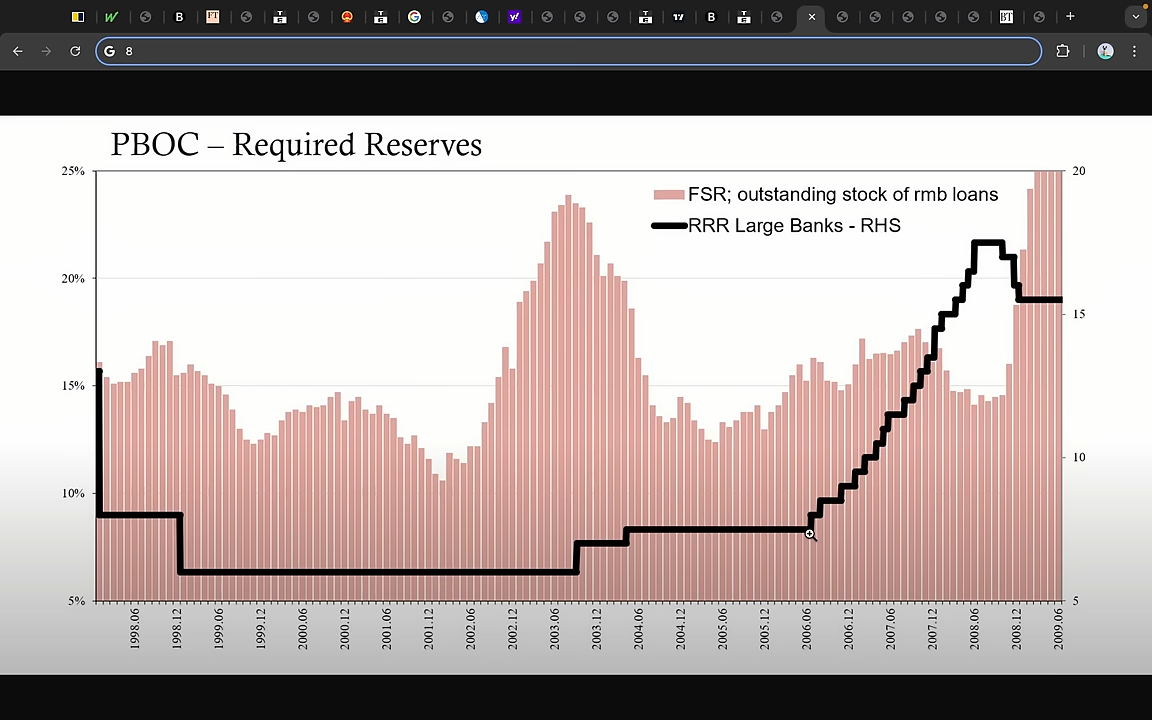 B
FT
T
E
T
E
G
y!
T
E
17
B
T
E
BT
G 8
PBOC – Required Reserves
25%
20%
15%
10%
5%
FSR; outstanding stock of rmb loans
RRR Large Banks - RHS
20
15
10
5
1998.06
1998.12
1999.06
1999.12
2000.06
2000.12
2001.06
2001.12
2002.06
2002.12
2003.06
2003.12
2004.06
2004.12
2005.06
2005.12
2006.06
2006.12
2007.06
2007.12
2008.06
2008.12
2009.06